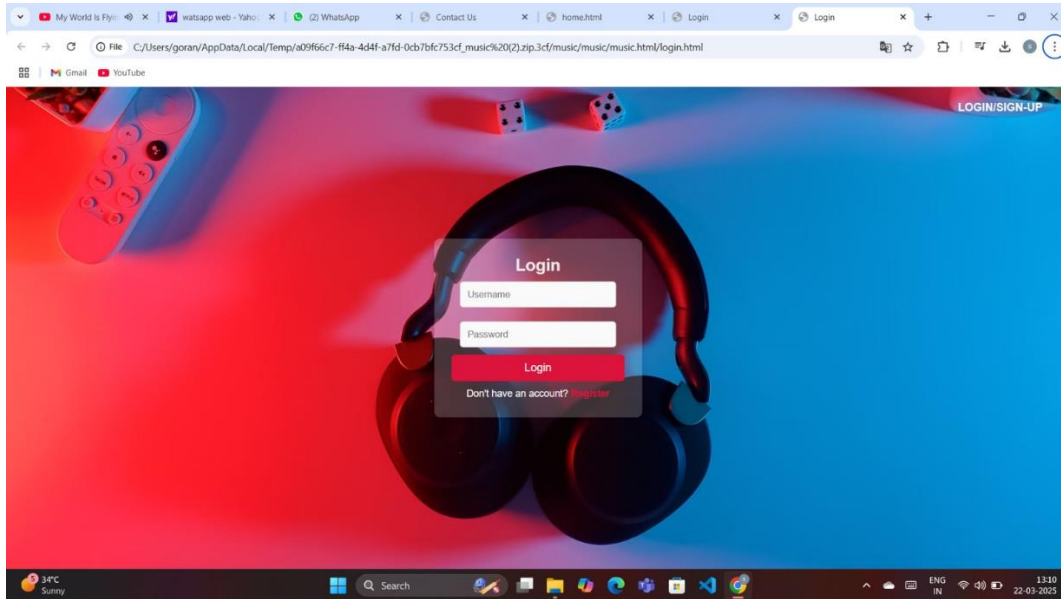 My World Is Flyin
watsapp web - Yaho
(2) WhatsApp
Contact Us
home.html
Login
Login
File
C:/Users/goran/AppData/Local/Temp/a09f66c7-ff4a-4d4f-a7fd-0cb7bfc753cf_music%20(2).zip.3cf/music/music/music.html/login.html
Gmail
YouTube
LOGIN/SIGN-UP
Login
Username
Password
Login
Don't have an account? Register
5
34°C
Sunny
Search
ENG
IN
13:10
22-03-2025